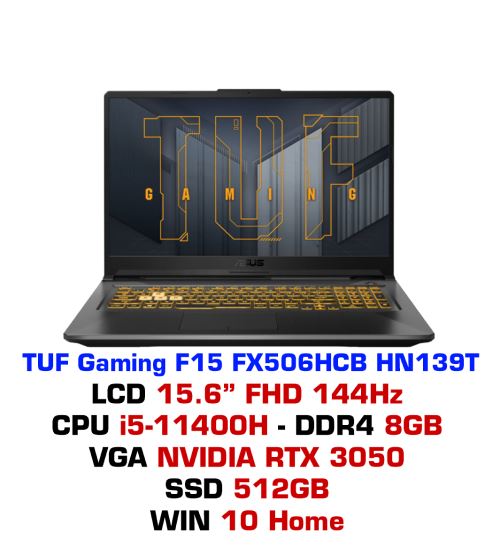 TUF
GAMING
ASUS
TUF Gaming F15 FX506HCB HN139T
LCD 15.6” FHD 144Hz
CPU i5-11400H - DDR4 8GB
VGA NVIDIA RTX 3050
SSD 512GB
WIN 10 Home